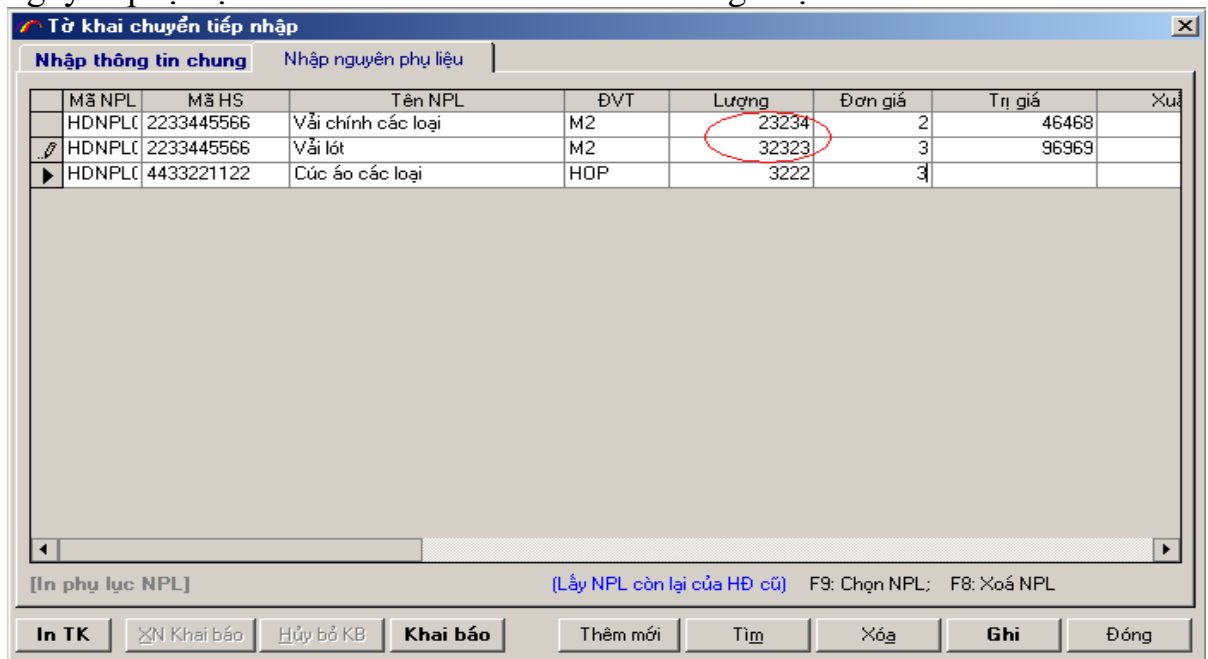 Tờ khai chuyển tiếp nhập
Nhập thông tin chung Nhập nguyên phụ liệu
Mã NPL Mã HS Tên NPL ĐVT Lượng Đơn giá Trị giá
HDNPL 2233445566 Vải chính các loại M2 23234 2 46468
HDNPL 2233445566 Vải lót M2 32323 3 96969
HDNPL 4433221122 Cúc áo các loại HOP 3222 3
[In phụ lục NPL] (Lấy NPL còn lại của HĐ cũ) F9: Chọn NPL; F8: Xoá NPL
In TK XN Khai báo Hủy bỏ KB Khai báo Thêm mới Tìm Xóa Ghi Đóng